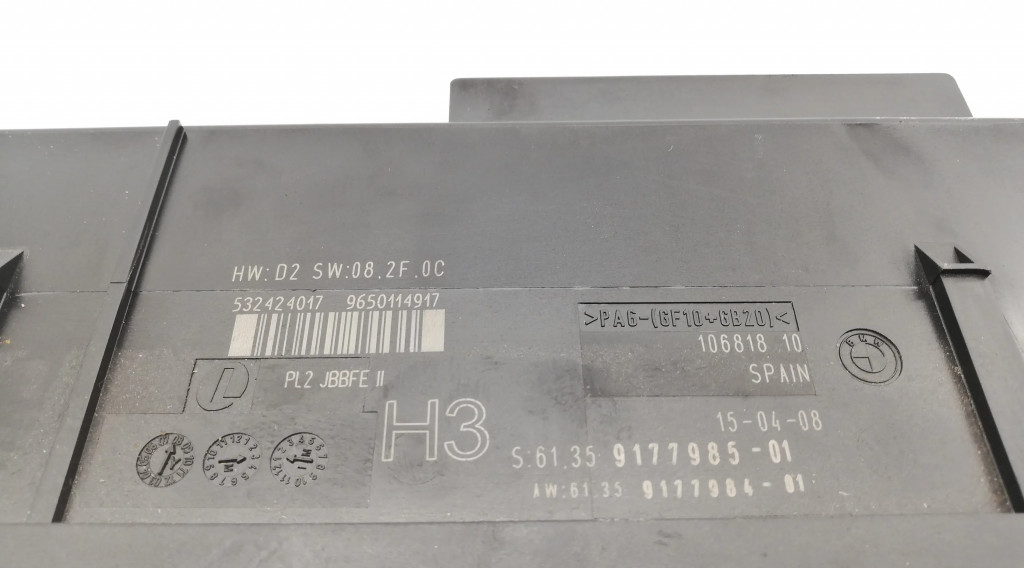 HW: D2 SW:08.2F.0C
532424017 9650114917
>PA6-(GF10+GB20)<
106818 10
SPAIN
BMW
PL2 JBBFE II
H3
15-04-08
S:61.35 9177985-01
AW:61.35 9177984-01